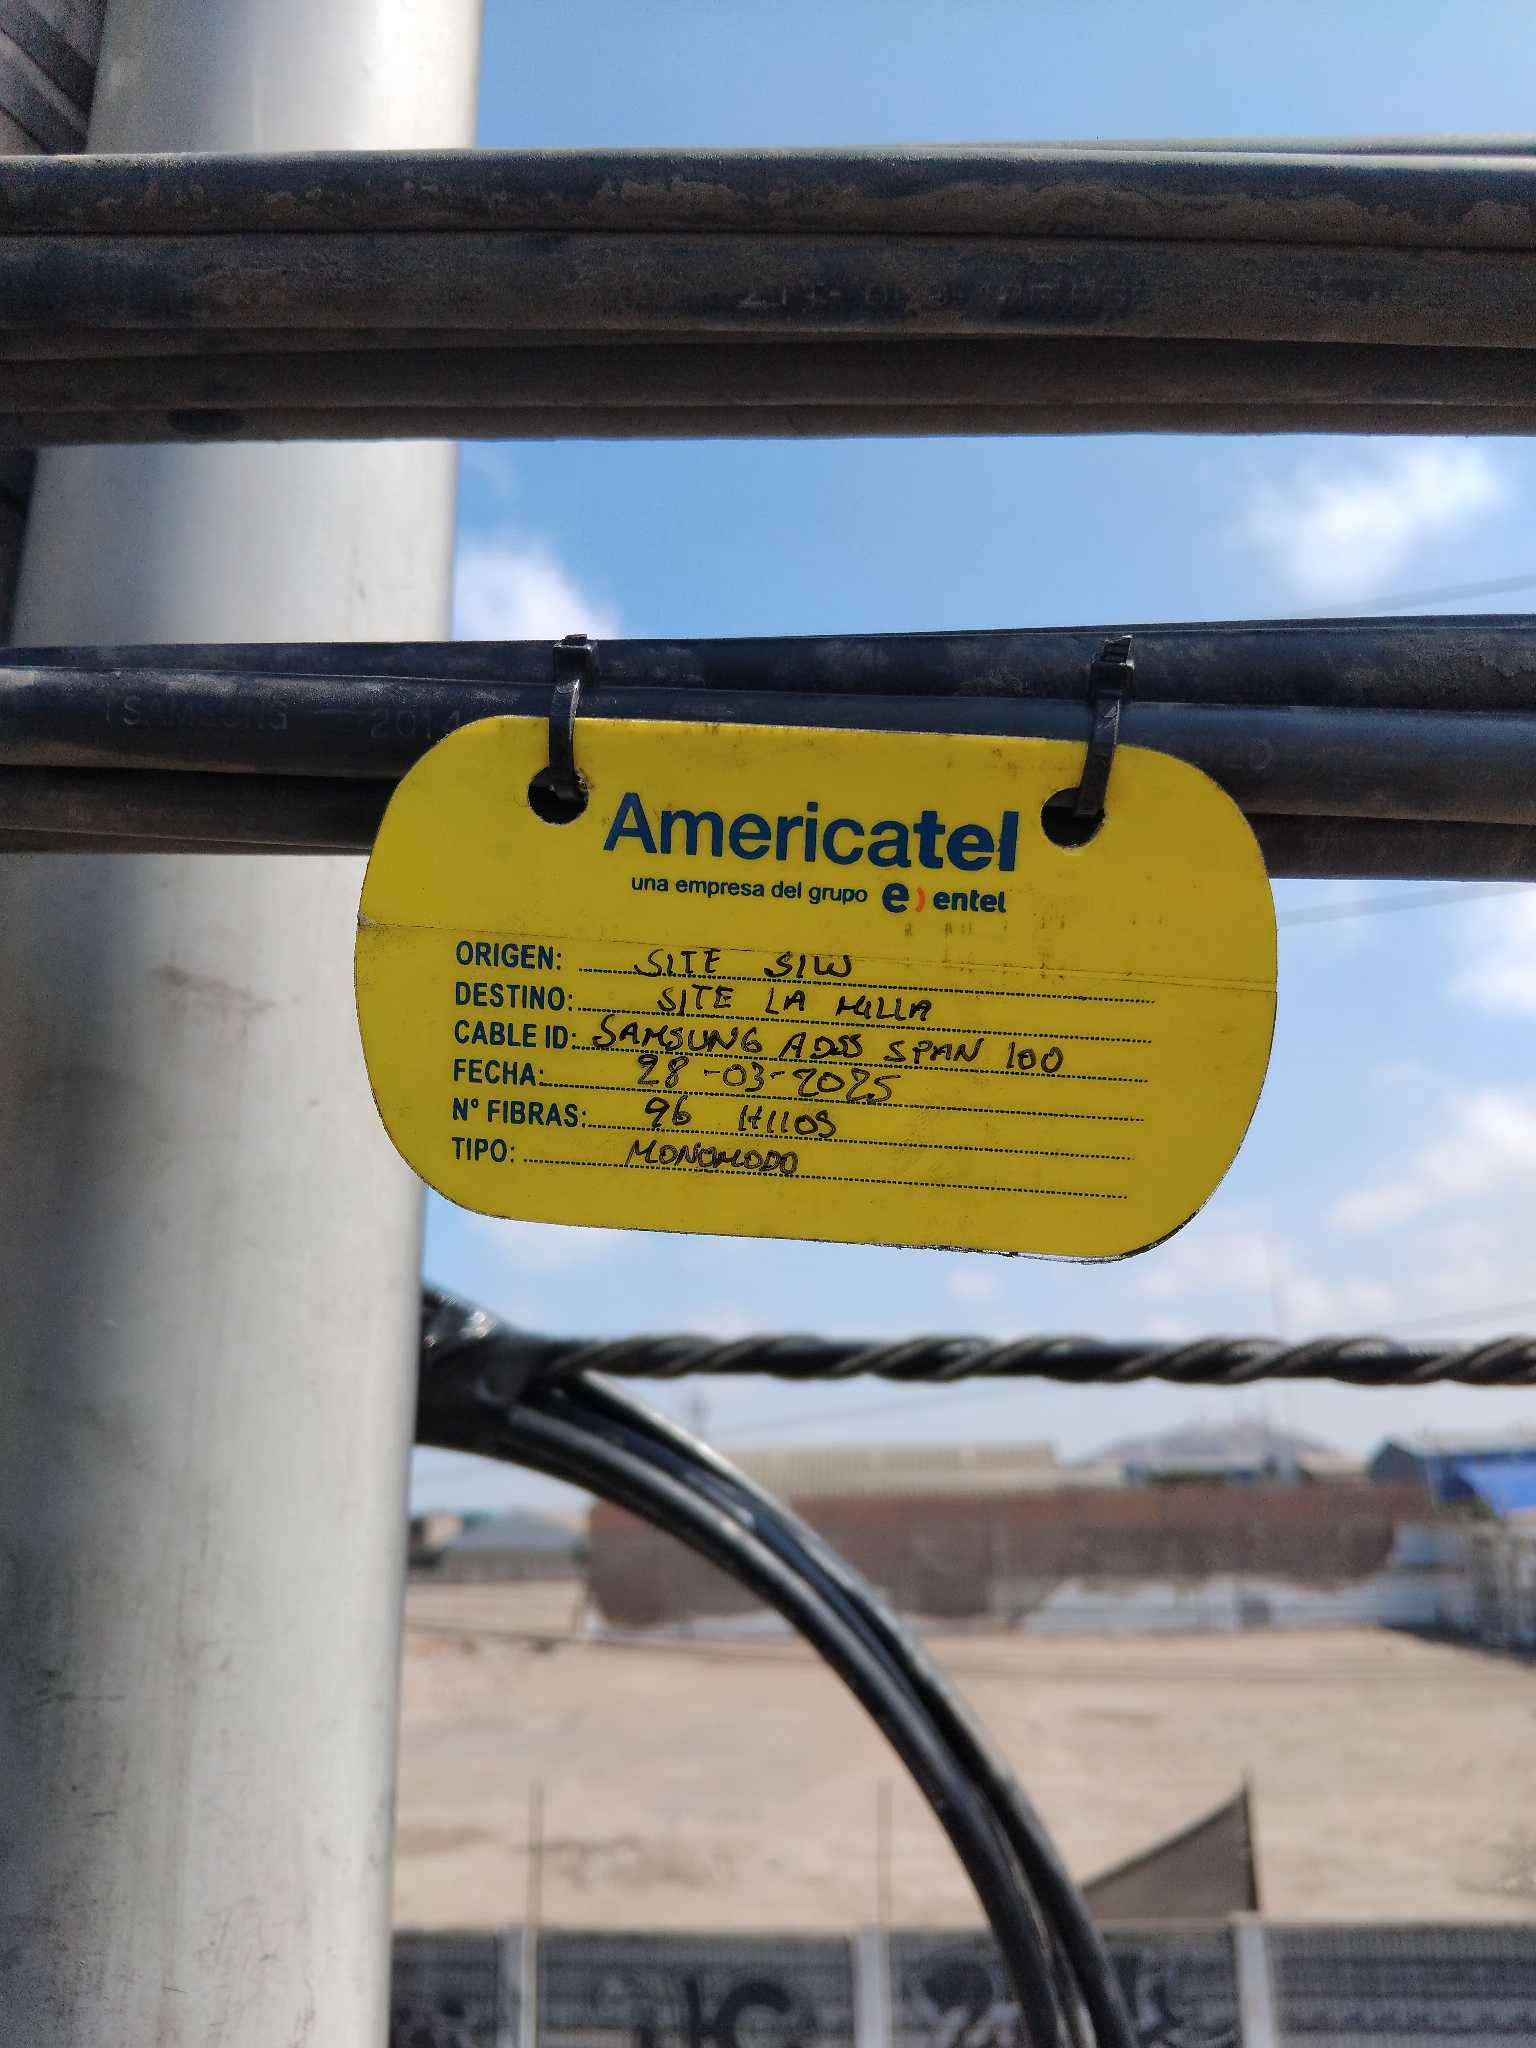 SAMSUNG 2014
Americatel
una empresa del grupo e) entel
ORIGEN: SITE SIW
DESTINO: SITE LA MILLA
CABLE ID: SAMSUNG ADSS SPAN 100
FECHA: 28-03-2025
N° FIBRAS: 96 HILOS
TIPO: MONOMODO